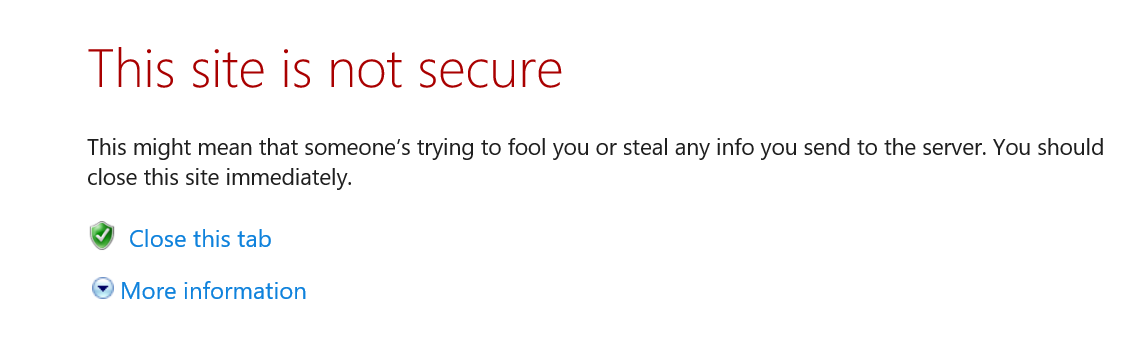 This site is not secure
This might mean that someone’s trying to fool you or steal any info you send to the server. You should
close this site immediately.
Close this tab
More information